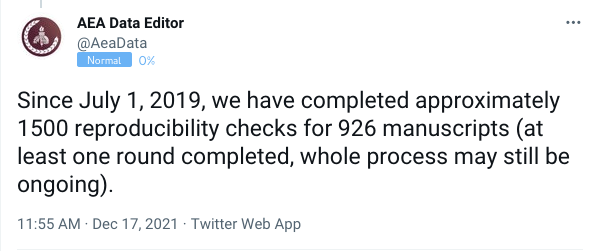 AEA Data Editor
@AeaData
Normal 0%
Since July 1, 2019, we have completed approximately
1500 reproducibility checks for 926 manuscripts (at
least one round completed, whole process may still be
ongoing).
11:55 AM · Dec 17, 2021 · Twitter Web App